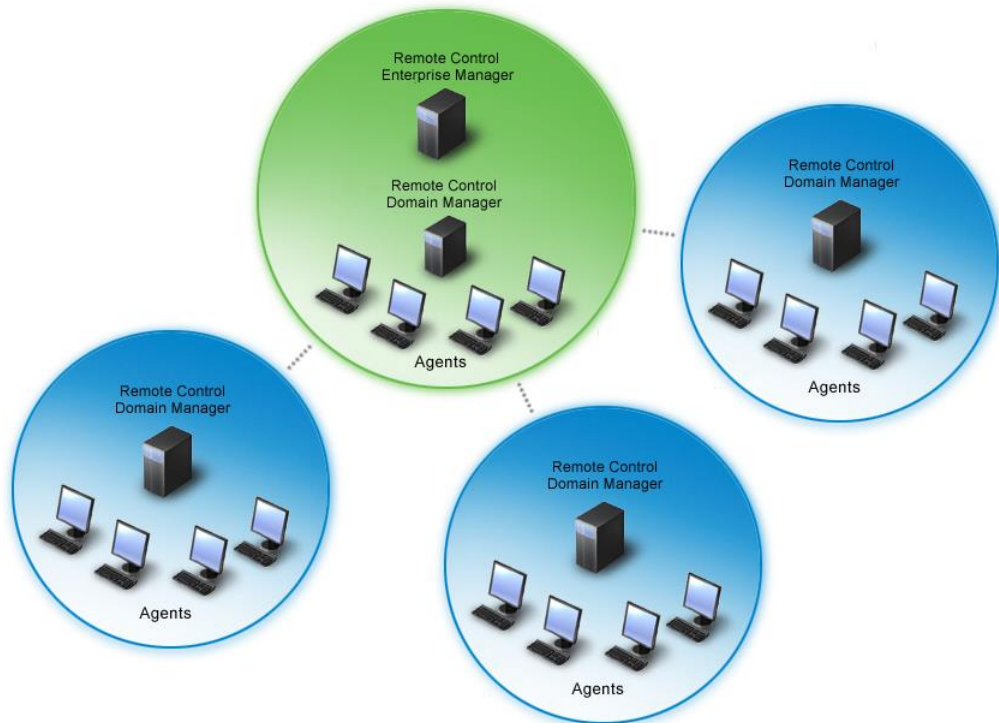 Remote Control
Enterprise Manager
Remote Control
Domain Manager
Agents
Remote Control
Domain Manager
Agents
Remote Control
Domain Manager
Agents
Remote Control
Domain Manager
Agents